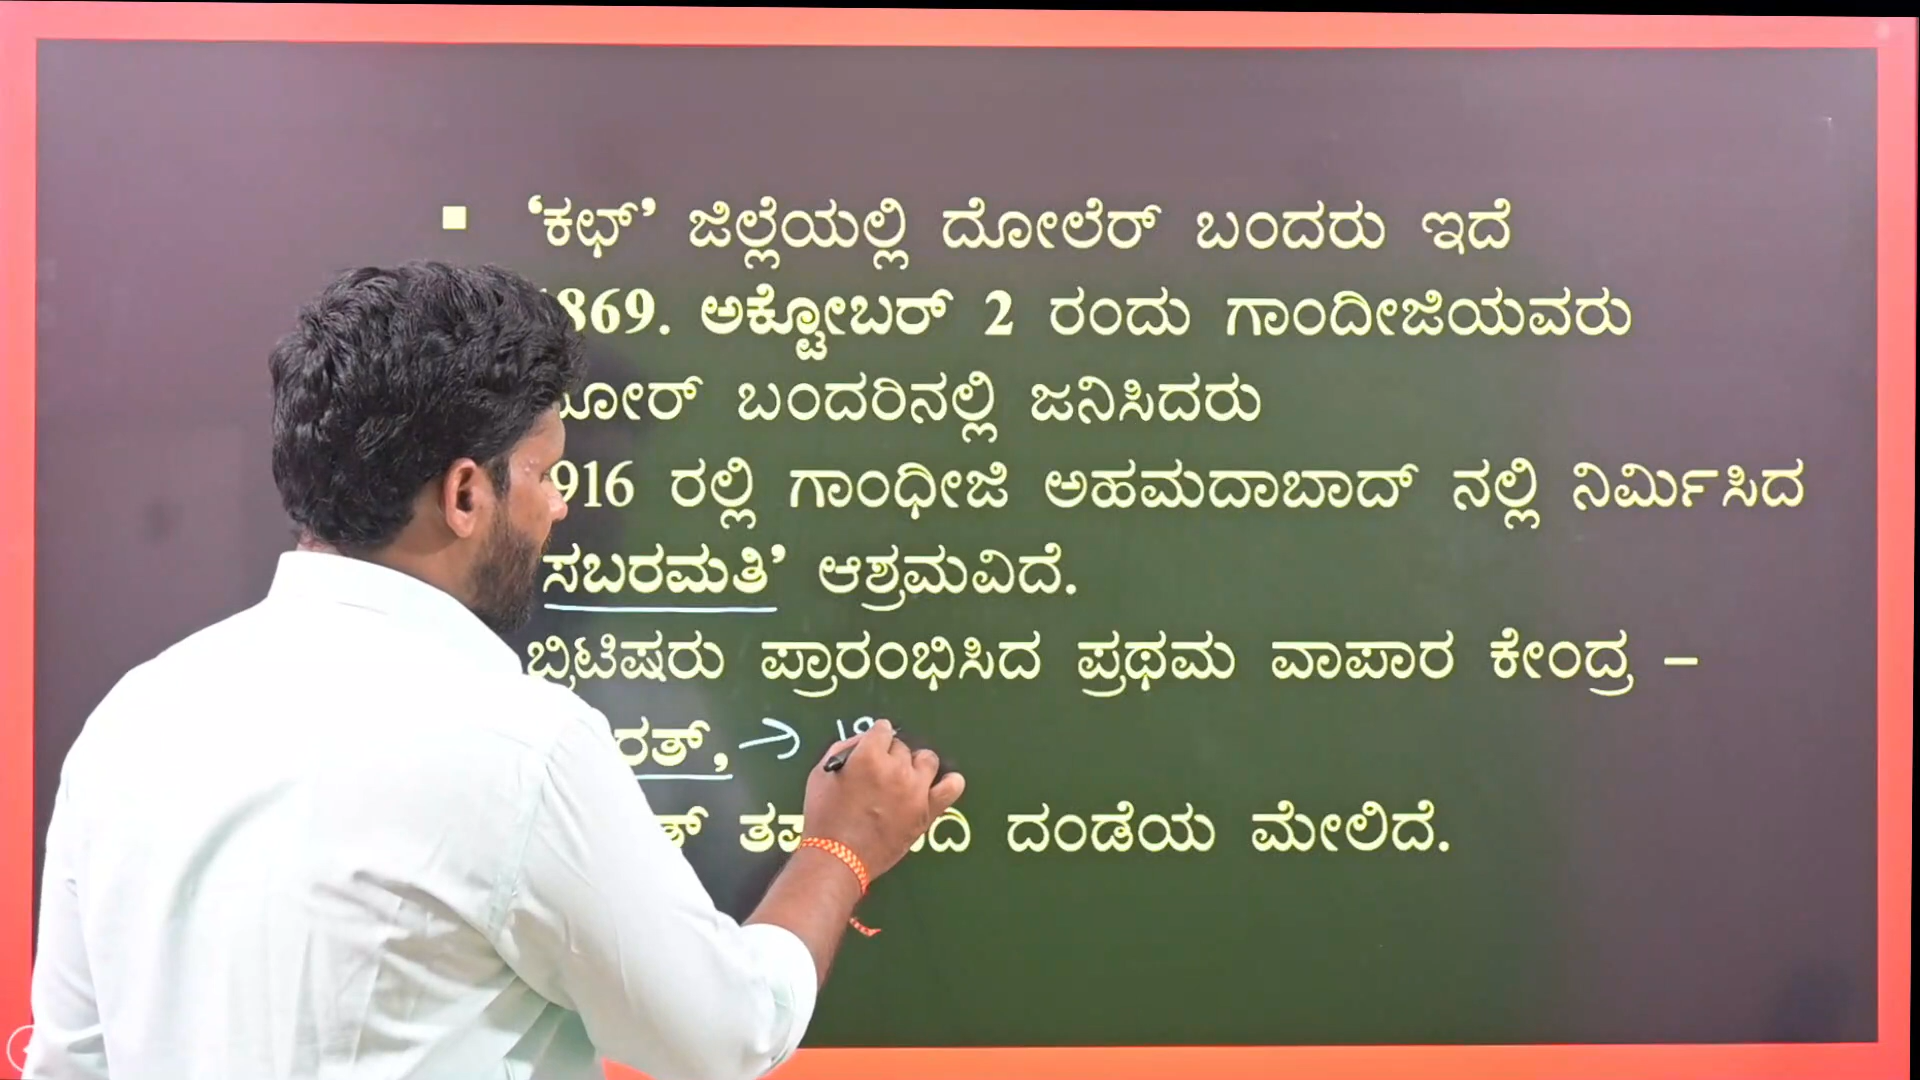 ‘ಕಛ್’ ಜಿಲ್ಲೆಯಲ್ಲಿ ದೋಲೆರ್ ಬಂದರು ಇದೆ
869. ಅಕ್ಟೋಬರ್ 2 ರಂದು ಗಾಂದೀಜಿಯವರು
ೋರ್ ಬಂದರಿನಲ್ಲಿ ಜನಿಸಿದರು
916 ರಲ್ಲಿ ಗಾಂಧೀಜಿ ಅಹಮದಾಬಾದ್ ನಲ್ಲಿ ನಿರ್ಮಿಸಿದ
ಸಬರಮತಿ’ ಆಶ್ರಮವಿದೆ.
ಬ್ರಿಟಿಷರು ಪ್ರಾರಂಭಿಸಿದ ಪ್ರಥಮ ವಾಪಾರ ಕೇಂದ್ರ –
ರತ್, →
ದಂಡೆಯ ಮೇಲಿದೆ.